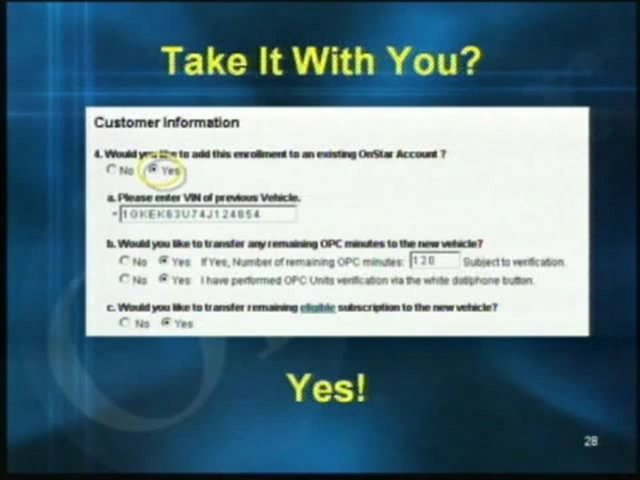 Take It With You?
Customer Information
4. Would you like to add this enrollment to an existing OnStar Account ?
No Yes
a. Please enter VIN of previous Vehicle.
1GKEK63U74J124654
b. Would you like to transfer any remaining OPC minutes to the new vehicle?
No Yes If Yes, Number of remaining OPC minutes: 120 Subject to verification.
No Yes I have performed OPC Units verification via the white dot/phone button.
c. Would you like to transfer remaining eligible subscription to the new vehicle?
No Yes
Yes!
28